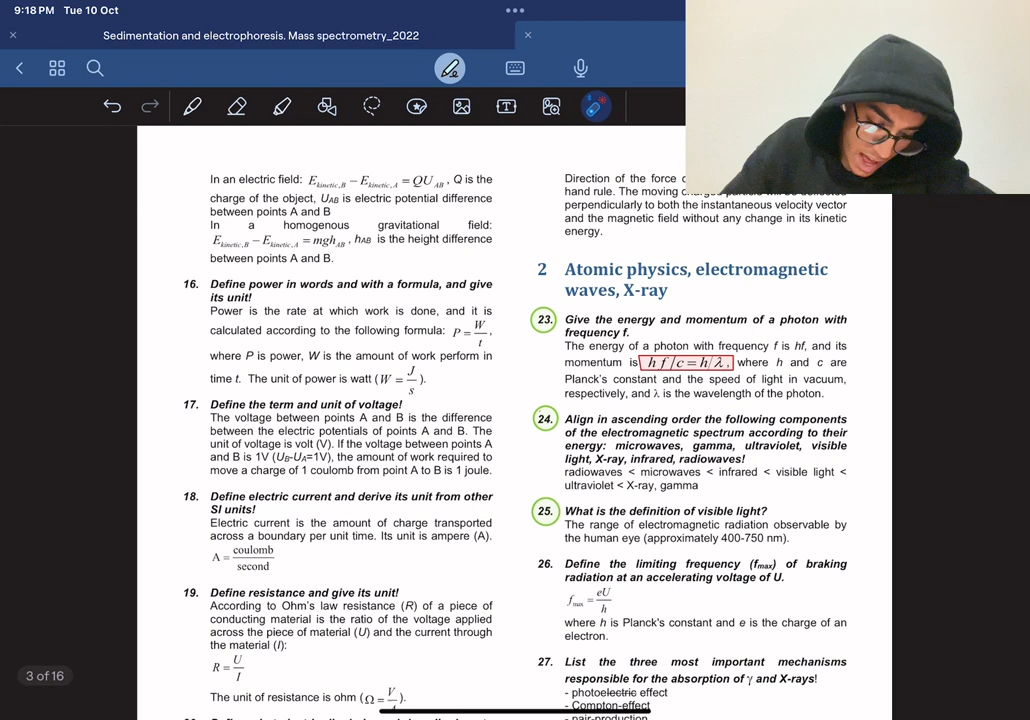 9:18 PM Tue 10 Oct
Sedimentation and electrophoresis. Mass spectrometry_2022
In an electric field: E_kinetic,B − E_kinetic,A = QU_AB, Q is the
charge of the object, U_AB is electric potential difference
between points A and B
In a homogenous gravitational field:
E_kinetic,B − E_kinetic,A = mgh_AB, h_AB is the height difference
between points A and B.
16. Define power in words and with a formula, and give
its unit!
Power is the rate at which work is done, and it is
calculated according to the following formula: P = W/t,
where P is power, W is the amount of work perform in
time t. The unit of power is watt (W = J/s).
17. Define the term and unit of voltage!
The voltage between points A and B is the difference
between the electric potentials of points A and B. The
unit of voltage is volt (V). If the voltage between points A
and B is 1V (U_B-U_A=1V), the amount of work required to
move a charge of 1 coulomb from point A to B is 1 joule.
18. Define electric current and derive its unit from other
SI units!
Electric current is the amount of charge transported
across a boundary per unit time. Its unit is ampere (A).
A = coulomb/second
19. Define resistance and give its unit!
According to Ohm's law resistance (R) of a piece of
conducting material is the ratio of the voltage applied
across the piece of material (U) and the current through
the material (I):
R = U/I
The unit of resistance is ohm (Ω = V/A).
3 of 16
Direction of the force
hand rule. The moving charged particle will be deflected
perpendicularly to both the instantaneous velocity vector
and the magnetic field without any change in its kinetic
energy.
2 Atomic physics, electromagnetic
waves, X-ray
23. Give the energy and momentum of a photon with
frequency f.
The energy of a photon with frequency f is hf, and its
momentum is h f / c = h / λ, where h and c are
Planck's constant and the speed of light in vacuum,
respectively, and λ is the wavelength of the photon.
24. Align in ascending order the following components
of the electromagnetic spectrum according to their
energy: microwaves, gamma, ultraviolet, visible
light, X-ray, infrared, radiowaves!
radiowaves < microwaves < infrared < visible light <
ultraviolet < X-ray, gamma
25. What is the definition of visible light?
The range of electromagnetic radiation observable by
the human eye (approximately 400-750 nm).
26. Define the limiting frequency (f_max) of braking
radiation at an accelerating voltage of U.
f_max = eU/h
where h is Planck's constant and e is the charge of an
electron.
27. List the three most important mechanisms
responsible for the absorption of γ and X-rays!
- photoelectric effect
- Compton-effect
- pair-production